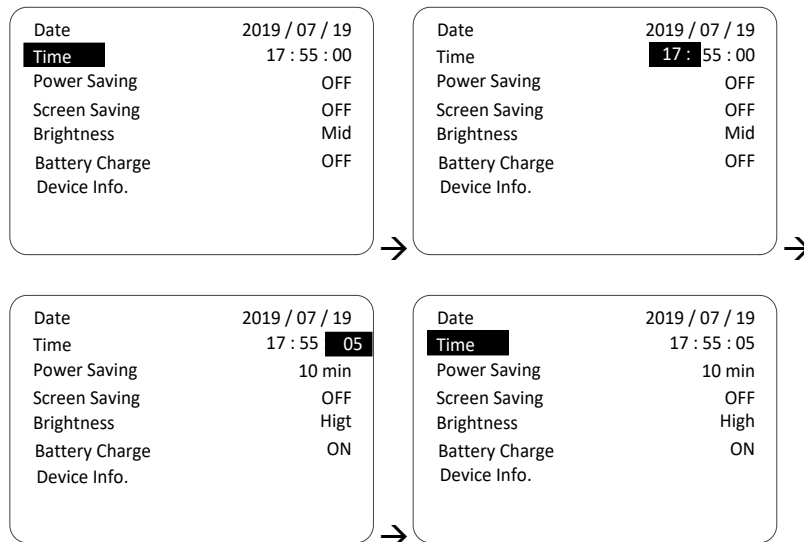 Date 2019 / 07 / 19
Time 17 : 55 : 00
Power Saving OFF
Screen Saving OFF
Brightness Mid
Battery Charge OFF
Device Info.
→
Date 2019 / 07 / 19
Time 17 : 55 : 00
Power Saving OFF
Screen Saving OFF
Brightness Mid
Battery Charge OFF
Device Info.
→
Date 2019 / 07 / 19
Time 17 : 55 05
Power Saving 10 min
Screen Saving OFF
Brightness Higt
Battery Charge ON
Device Info.
→
Date 2019 / 07 / 19
Time 17 : 55 : 05
Power Saving 10 min
Screen Saving OFF
Brightness High
Battery Charge ON
Device Info.